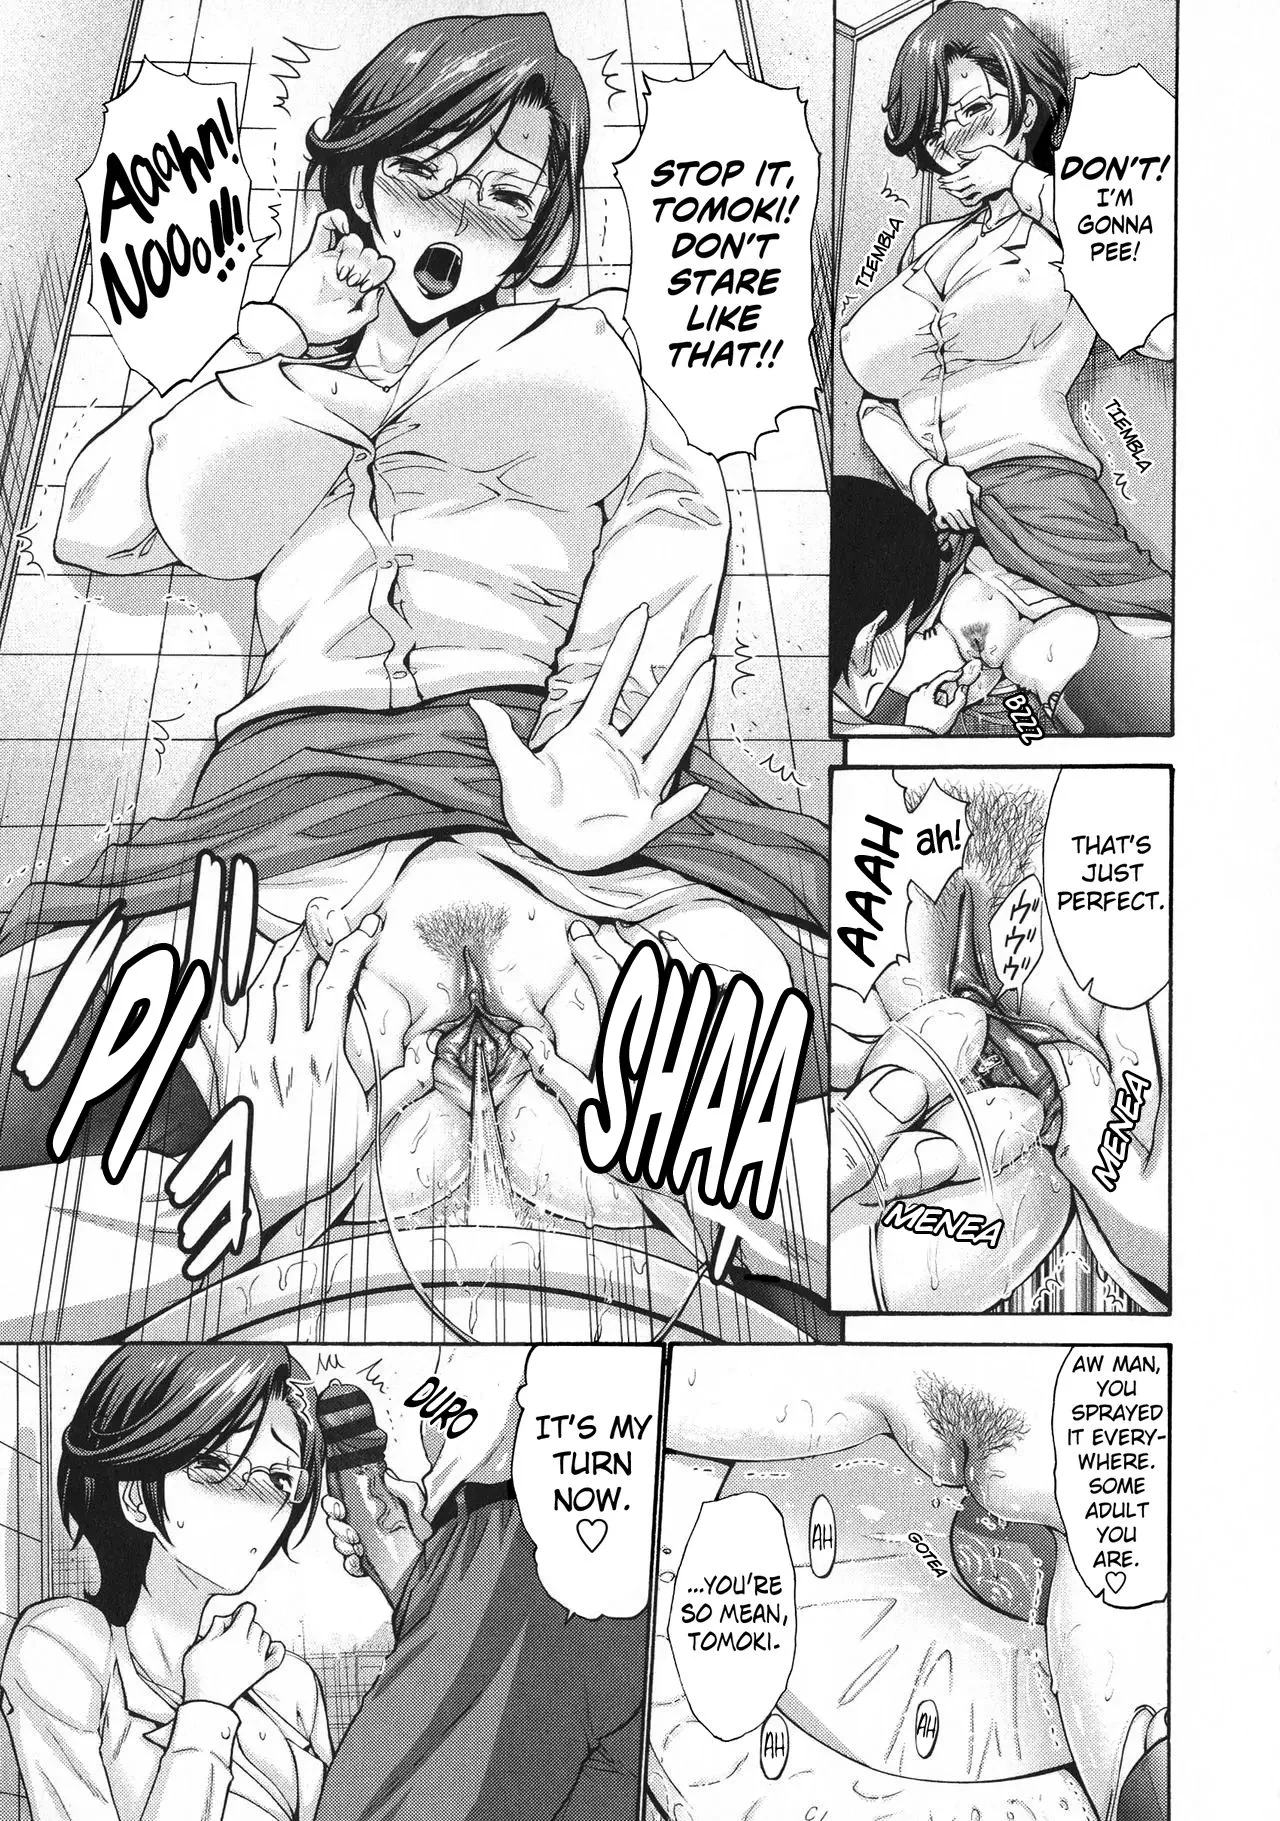 DON'T!
I'M
GONNA
PEE!
TIEMBLA
TIEMBLA
BZZZ
THAT'S
JUST
PERFECT.
ah!
AAAH
ヴヴヴ
MENEA
MENEA
STOP IT,
TOMOKI!
DON'T
STARE
LIKE
THAT!!
Aaahn!
NOOo!!!
PI
SHAA
AW MAN,
YOU
SPRAYED
IT EVERY-
WHERE.
SOME
ADULT
YOU
ARE.
♡
AH
GOTEA
...YOU'RE
SO MEAN,
TOMOKI.
AH
AH
IT'S MY
TURN
NOW.
♡
DURO